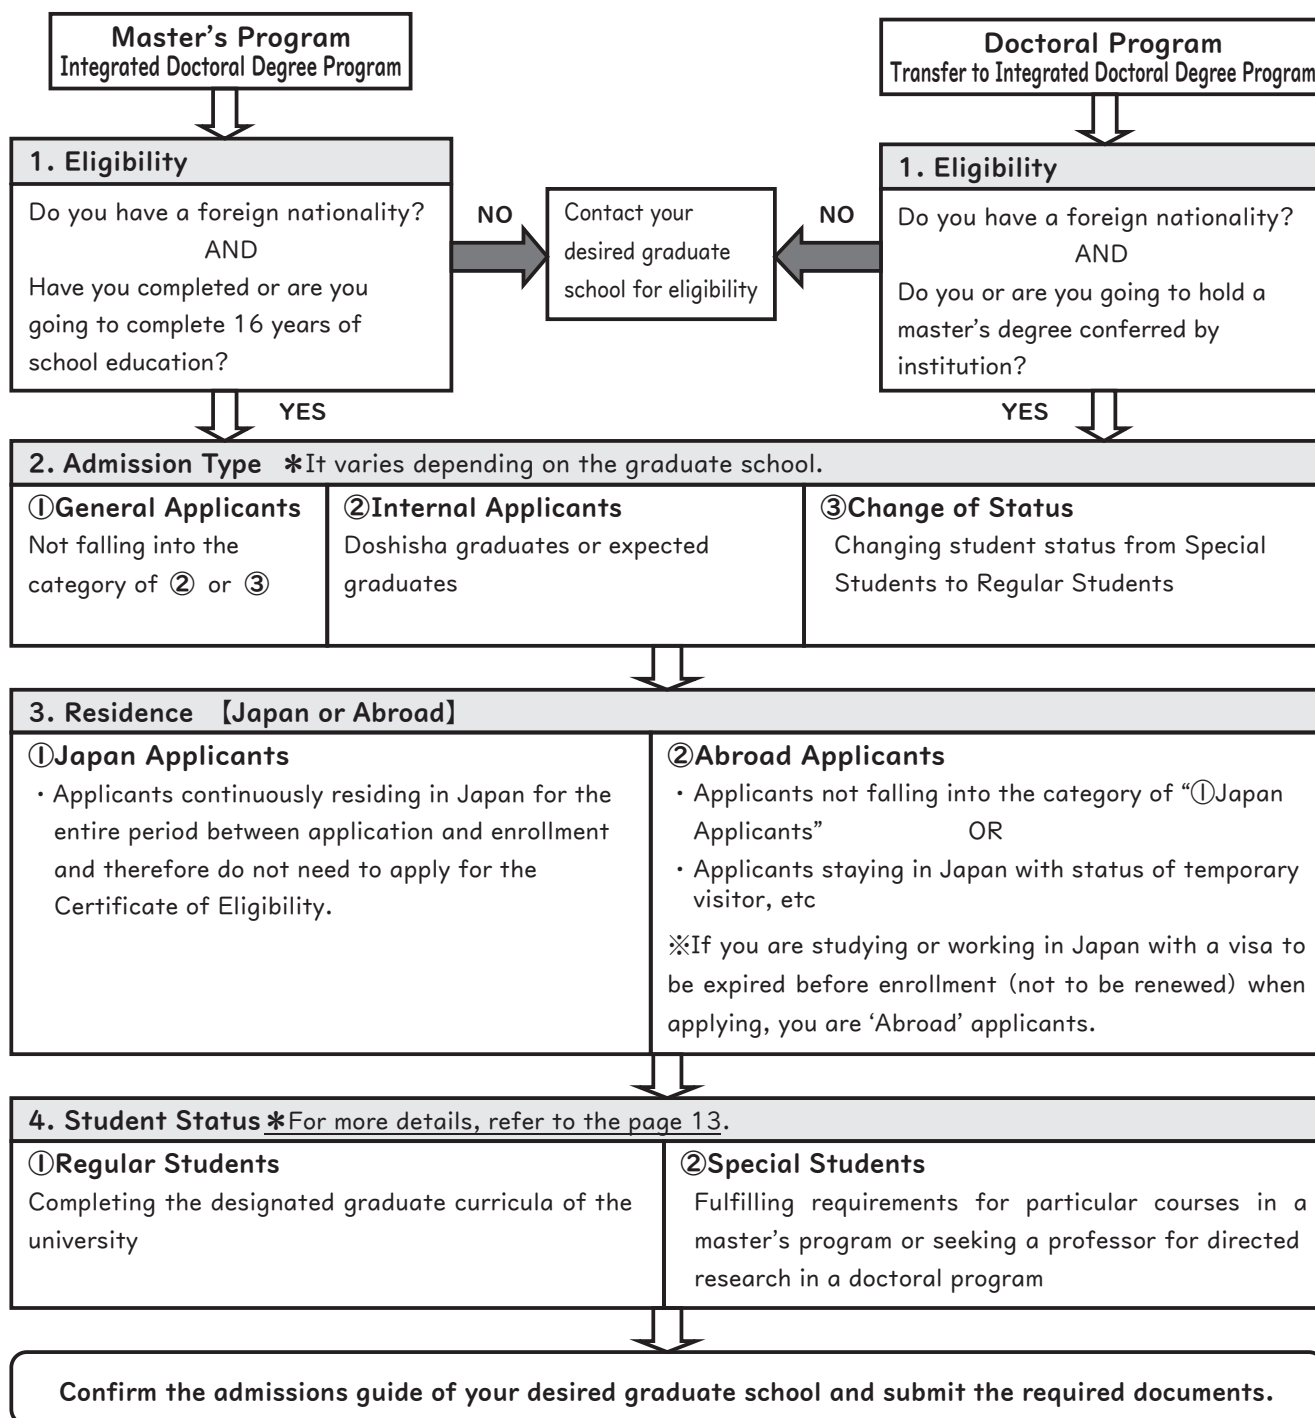 Master's Program
Integrated Doctoral Degree Program
Doctoral Program
Transfer to Integrated Doctoral Degree Program
1. Eligibility
Do you have a foreign nationality?
AND
Have you completed or are you
going to complete 16 years of
school education?
NO
Contact your
desired graduate
school for eligibility
NO
1. Eligibility
Do you have a foreign nationality?
AND
Do you or are you going to hold a
master's degree conferred by
institution?
YES
YES
2. Admission Type *It varies depending on the graduate school.
①General Applicants
Not falling into the
category of ② or ③
②Internal Applicants
Doshisha graduates or expected
graduates
③Change of Status
Changing student status from Special
Students to Regular Students
3. Residence 【Japan or Abroad】
①Japan Applicants
・Applicants continuously residing in Japan for the
entire period between application and enrollment
and therefore do not need to apply for the
Certificate of Eligibility.
②Abroad Applicants
・Applicants not falling into the category of “①Japan
Applicants” OR
・Applicants staying in Japan with status of temporary
visitor, etc
※If you are studying or working in Japan with a visa to
be expired before enrollment (not to be renewed) when
applying, you are ‘Abroad’ applicants.
4. Student Status *For more details, refer to the page 13.
①Regular Students
Completing the designated graduate curricula of the
university
②Special Students
Fulfilling requirements for particular courses in a
master's program or seeking a professor for directed
research in a doctoral program
Confirm the admissions guide of your desired graduate school and submit the required documents.